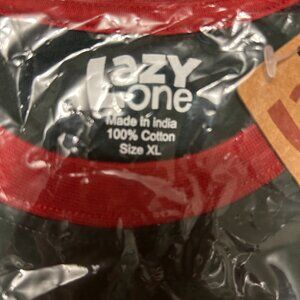 Lazy
one
Made in india
100% Cotton
Size XL